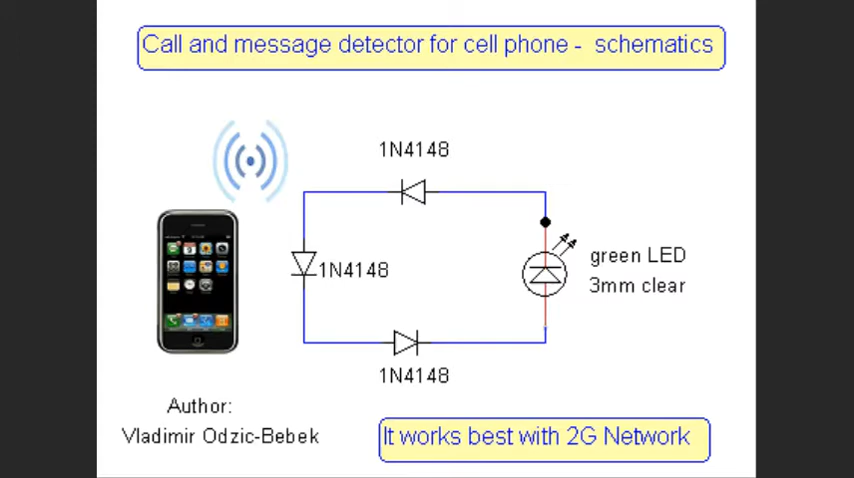 Call and message detector for cell phone - schematics
1N4148
1N4148
green LED
3mm clear
1N4148
Author:
Vladimir Odzic-Bebek
It works best with 2G Network